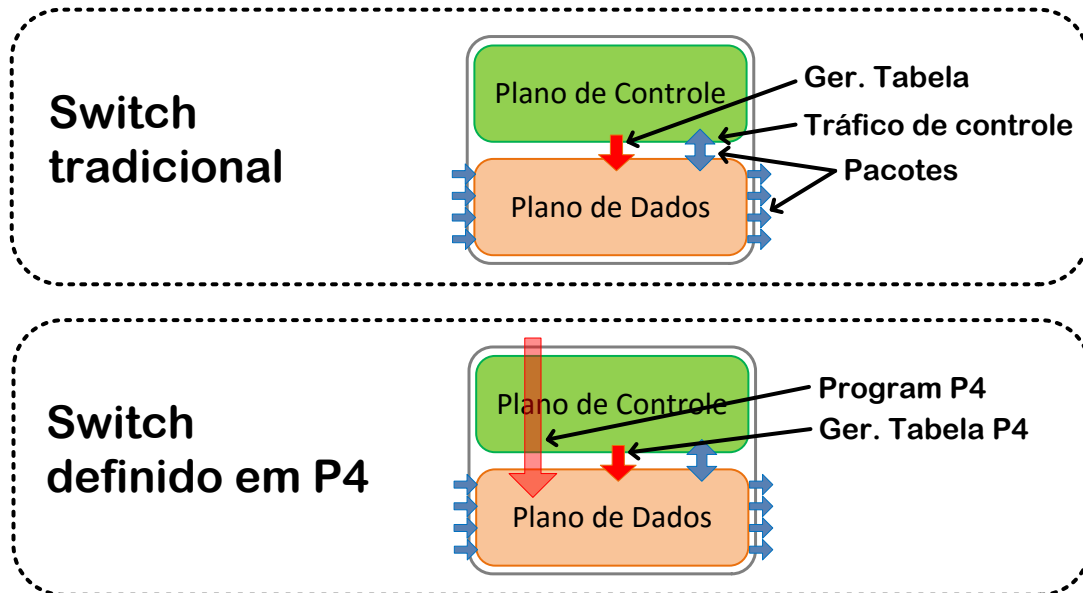 Switch
tradicional
Plano de Controle
Plano de Dados
Ger. Tabela
Tráfico de controle
Pacotes
Switch
definido em P4
Plano de Controle
Plano de Dados
Program P4
Ger. Tabela P4